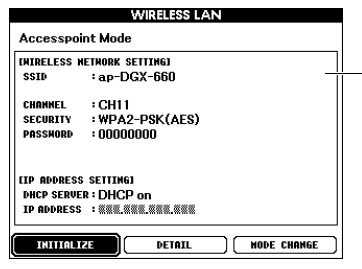 WIRELESS LAN
Accesspoint Mode
[WIRELESS NETWORK SETTING]
SSID : ap-DGX-660
CHANNEL : CH11
SECURITY : WPA2-PSK(AES)
PASSWORD : 00000000
[IP ADDRESS SETTING]
DHCP SERVER : DHCP on
IP ADDRESS :
INITIALIZE DETAIL MODE CHANGE